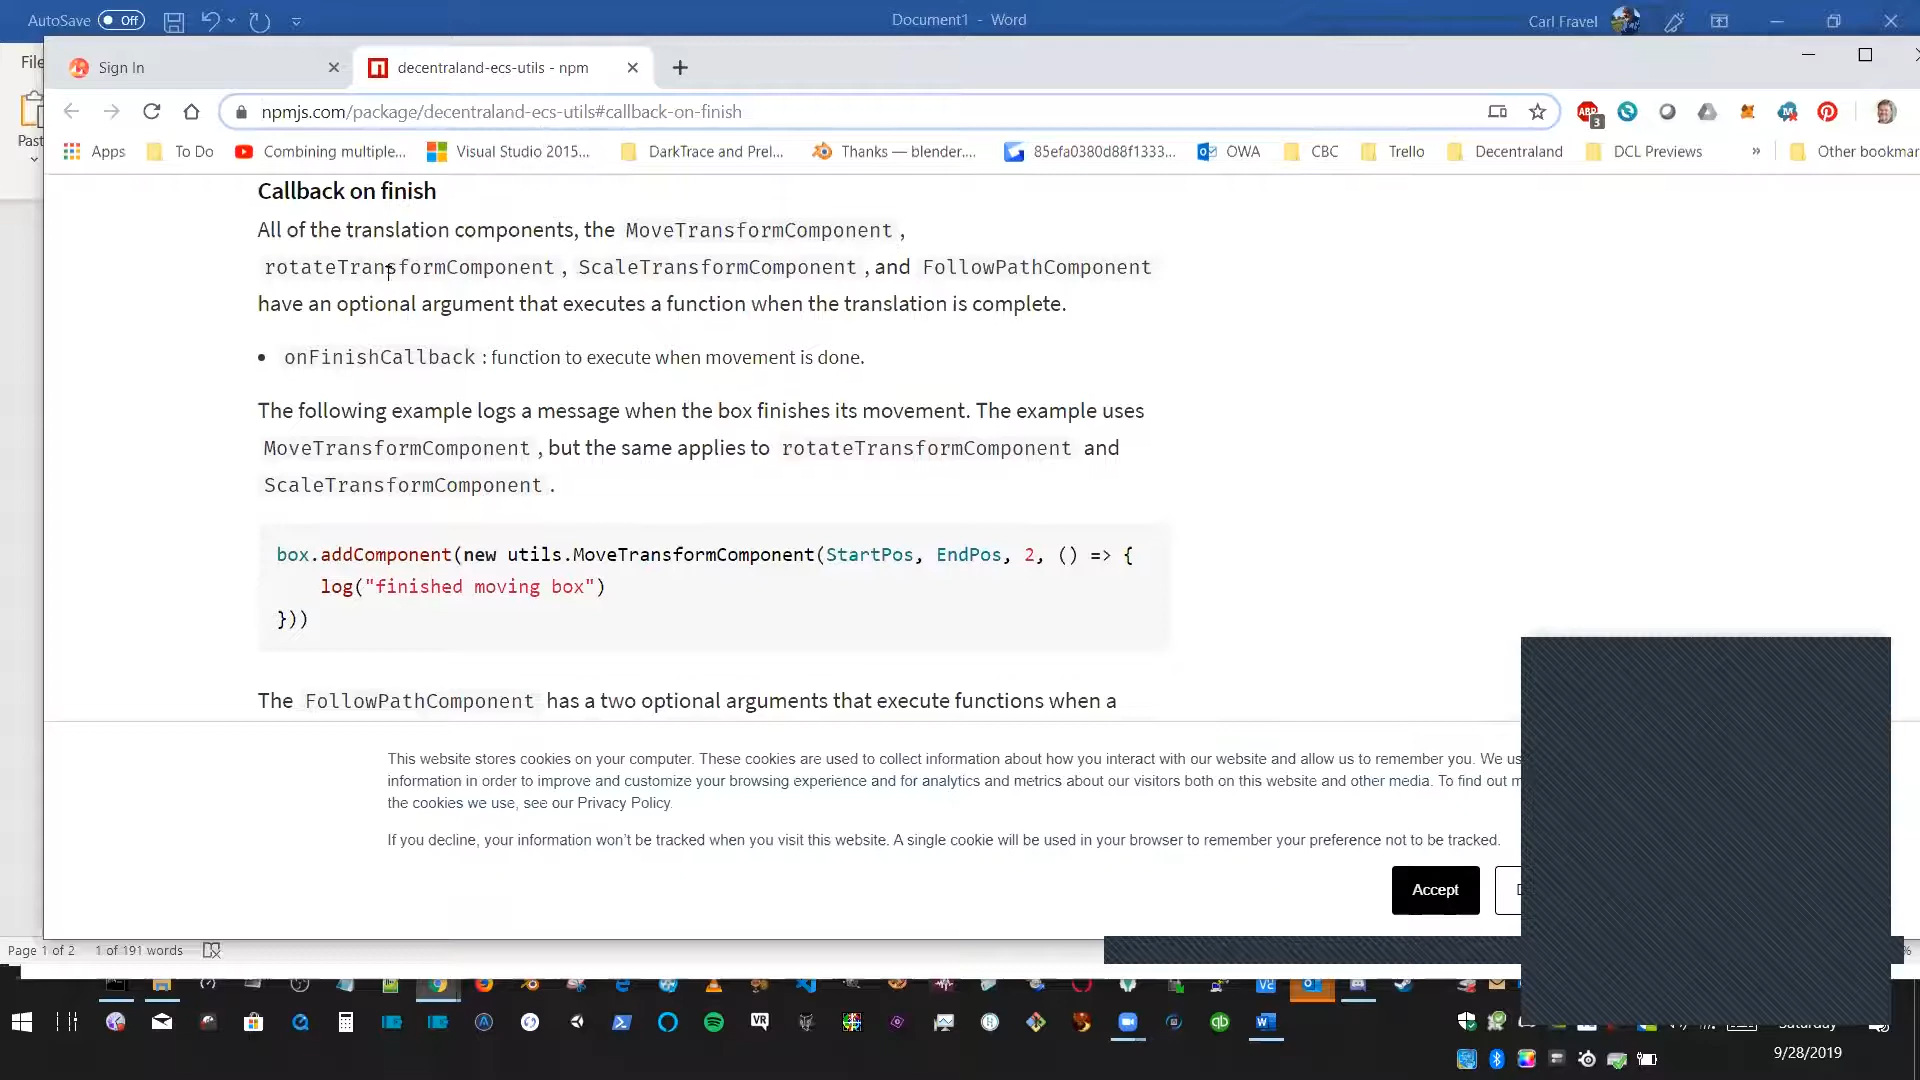 AutoSave Off Document1 - Word Carl Fravel
File
Sign In decentraland-ecs-utils - npm
npmjs.com/package/decentraland-ecs-utils#callback-on-finish ABP 3
Past
Apps To Do Combining multiple... Visual Studio 2015... DarkTrace and Prel... Thanks — blender.... 85efa0380d88f1333... OWA CBC Trello Decentraland DCL Previews » Other bookmar
Callback on finish
All of the translation components, the MoveTransformComponent,
rotateTransformComponent, ScaleTransformComponent, and FollowPathComponent
have an optional argument that executes a function when the translation is complete.
• onFinishCallback: function to execute when movement is done.
The following example logs a message when the box finishes its movement. The example uses
MoveTransformComponent, but the same applies to rotateTransformComponent and
ScaleTransformComponent.
box.addComponent(new utils.MoveTransformComponent(StartPos, EndPos, 2, () => {
log("finished moving box")
}))
The FollowPathComponent has a two optional arguments that execute functions when a
This website stores cookies on your computer. These cookies are used to collect information about how you interact with our website and allow us to remember you. We us
information in order to improve and customize your browsing experience and for analytics and metrics about our visitors both on this website and other media. To find out m
the cookies we use, see our Privacy Policy.
If you decline, your information won't be tracked when you visit this website. A single cookie will be used in your browser to remember your preference not to be tracked.
Accept
Page 1 of 2 1 of 191 words %
VR qb
Saturday
9/28/2019